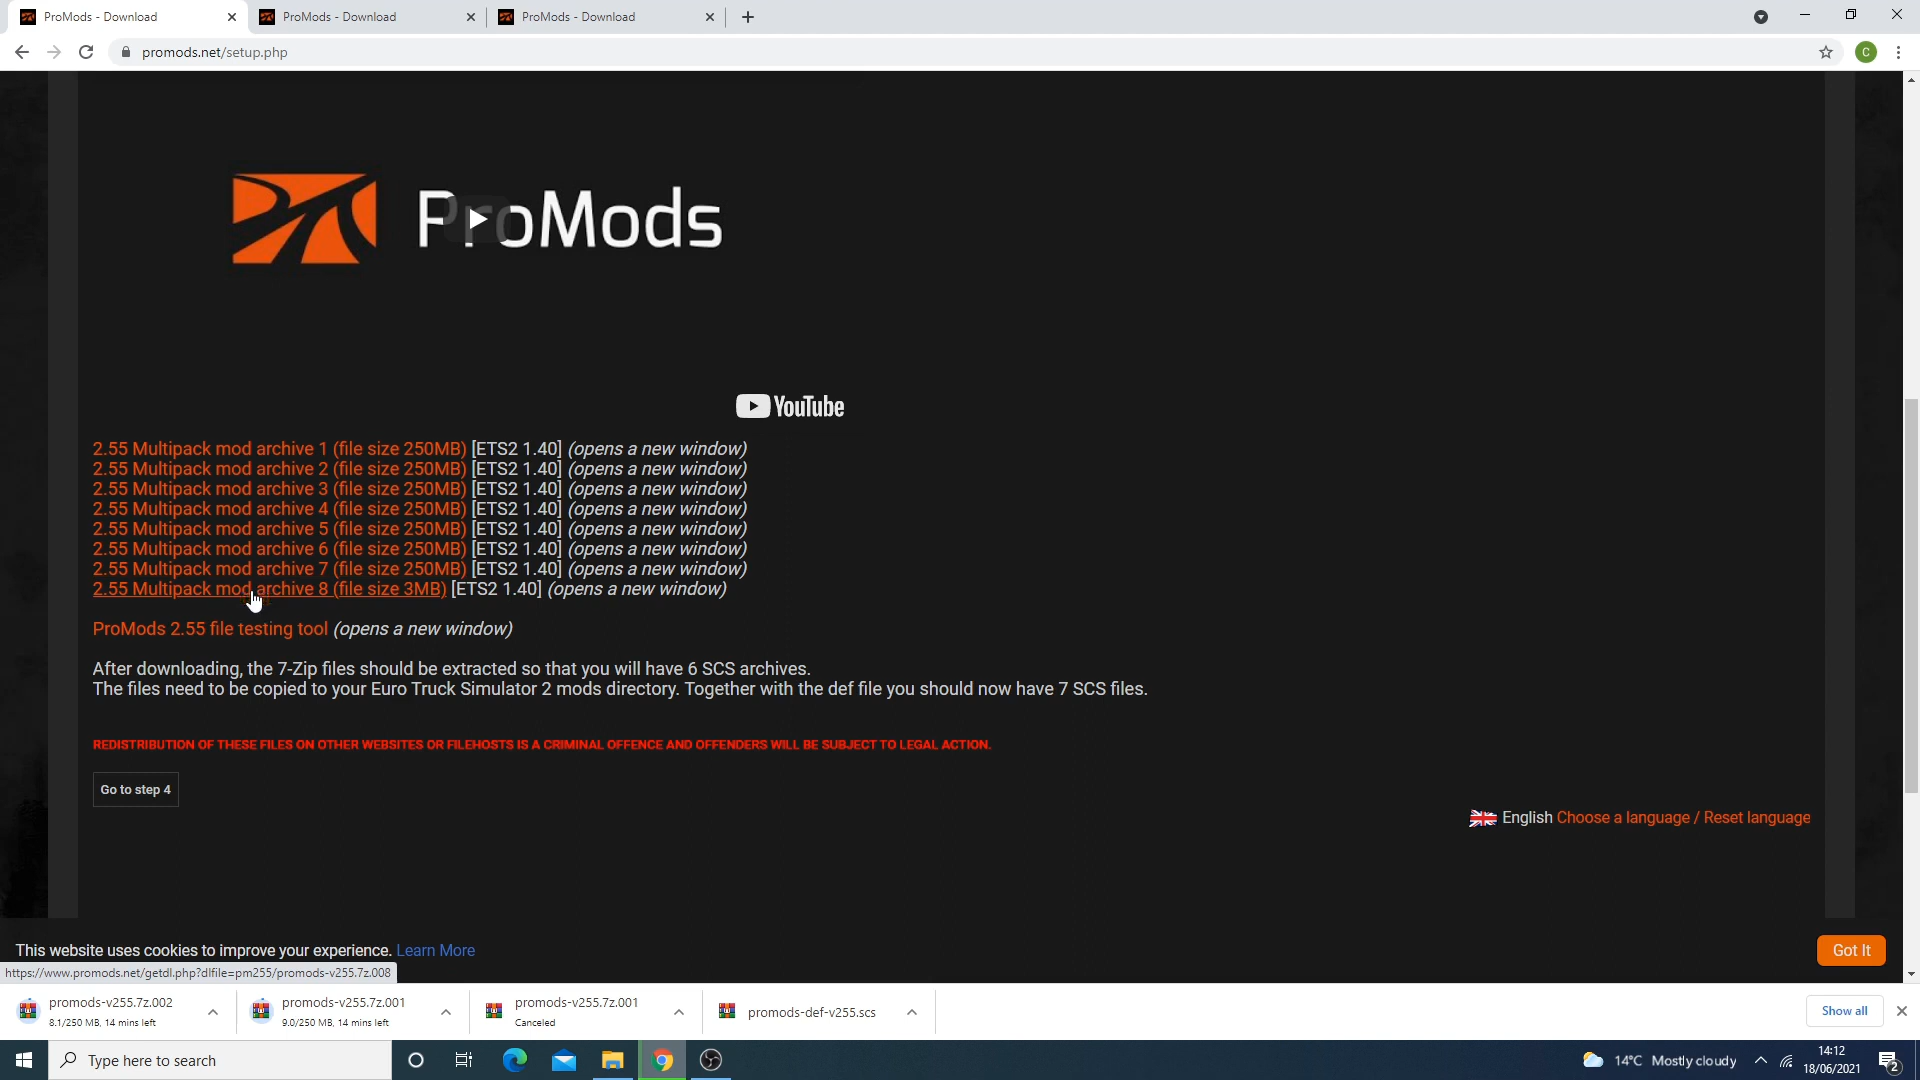 ProMods - Download
ProMods - Download
ProMods - Download
promods.net/setup.php
C
ProMods
YouTube
2.55 Multipack mod archive 1 (file size 250MB) [ETS2 1.40] (opens a new window)
2.55 Multipack mod archive 2 (file size 250MB) [ETS2 1.40] (opens a new window)
2.55 Multipack mod archive 3 (file size 250MB) [ETS2 1.40] (opens a new window)
2.55 Multipack mod archive 4 (file size 250MB) [ETS2 1.40] (opens a new window)
2.55 Multipack mod archive 5 (file size 250MB) [ETS2 1.40] (opens a new window)
2.55 Multipack mod archive 6 (file size 250MB) [ETS2 1.40] (opens a new window)
2.55 Multipack mod archive 7 (file size 250MB) [ETS2 1.40] (opens a new window)
2.55 Multipack mod archive 8 (file size 3MB) [ETS2 1.40] (opens a new window)
ProMods 2.55 file testing tool (opens a new window)
After downloading, the 7-Zip files should be extracted so that you will have 6 SCS archives.
The files need to be copied to your Euro Truck Simulator 2 mods directory. Together with the def file you should now have 7 SCS files.
REDISTRIBUTION OF THESE FILES ON OTHER WEBSITES OR FILEHOSTS IS A CRIMINAL OFFENCE AND OFFENDERS WILL BE SUBJECT TO LEGAL ACTION.
Go to step 4
English Choose a language / Reset language
This website uses cookies to improve your experience. Learn More
Got It
https://www.promods.net/getdl.php?dlfile=pm255/promods-v255.7z.008
promods-v255.7z.002
8.1/250 MB, 14 mins left
promods-v255.7z.001
9.0/250 MB, 14 mins left
promods-v255.7z.001
Canceled
promods-def-v255.scs
Show all
Type here to search
14°C Mostly cloudy
14:12
18/06/2021
2